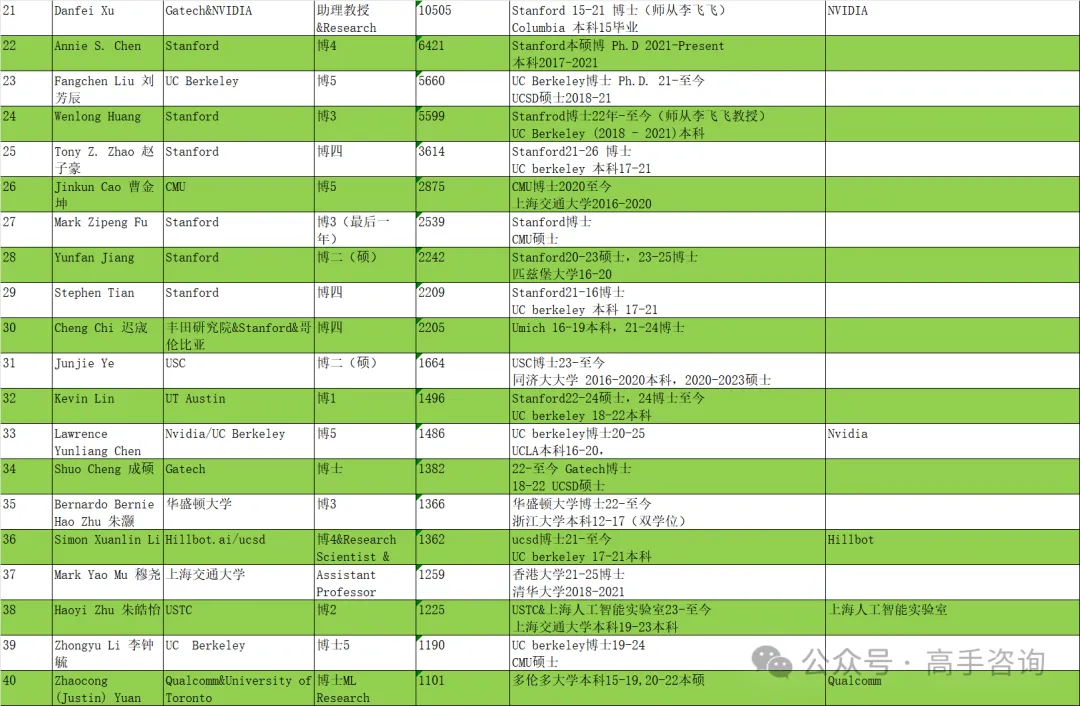 21 Danfei Xu Gatech&NVIDIA 助理教授 10505 Stanford 15-21 博士（师从李飞飞） NVIDIA
&Research Columbia 本科15毕业
22 Annie S. Chen Stanford 博4 6421 Stanford本硕博 Ph.D 2021-Present
本科2017-2021
23 Fangchen Liu 刘 UC Berkeley 博5 5660 UC Berkeley博士 Ph.D. 21-至今
芳辰 UCSD硕士2018-21
24 Wenlong Huang Stanford 博3 5599 Stanfrod博士22年-至今（师从李飞飞教授）
UC Berkeley (2018 - 2021)本科
25 Tony Z. Zhao 赵 Stanford 博四 3614 Stanford21-26 博士
子豪 UC berkeley 本科17-21
26 Jinkun Cao 曹金 CMU 博5 2875 CMU博士2020至今
坤 上海交通大学2016-2020
27 Mark Zipeng Fu Stanford 博3（最后一 2539 Stanford博士
年） CMU硕士
28 Yunfan Jiang Stanford 博二（硕） 2242 Stanford20-23硕士，23-25博士
匹兹堡大学16-20
29 Stephen Tian Stanford 博四 2209 Stanford21-16博士
UC berkeley 本科 17-21
30 Cheng Chi 迟宬 丰田研究院&Stanford&哥 博四 2205 Umich 16-19本科，21-24博士
伦比亚
31 Junjie Ye USC 博二（硕） 1664 USC博士23-至今
同济大大学 2016-2020本科，2020-2023硕士
32 Kevin Lin UT Austin 博1 1496 Stanford22-24硕士，24博士至今
UC berkeley 18-22本科
33 Lawrence Nvidia/UC Berkeley 博5 1486 UC berkeley博士20-25 Nvidia
Yunliang Chen UCLA本科16-20，
34 Shuo Cheng 成硕 Gatech 博士 1382 22-至今 Gatech博士
18-22 UCSD硕士
35 Bernardo Bernie 华盛顿大学 博3 1366 华盛顿大学博士22-至今
Hao Zhu 朱灏 浙江大学本科12-17（双学位）
36 Simon Xuanlin Li Hillbot.ai/ucsd 博4&Research 1362 ucsd博士21-至今 Hillbot
Scientist & UC berkeley 17-21本科
37 Mark Yao Mu 穆尧 上海交通大学 Assistant 1259 香港大学21-25博士
Professor 清华大学2018-2021
38 Haoyi Zhu 朱皓怡 USTC 博2 1225 USTC&上海人工智能实验室23-至今 上海人工智能实验室
上海交通大学本科19-23本科
39 Zhongyu Li 李钟 UC Berkeley 博士5 1190 UC berkeley博士19-24
毓 CMU硕士
40 Zhaocong Qualcomm&University of 博士ML 1101 多伦多大学本科15-19,20-22本硕 Qualcomm
(Justin) Yuan Toronto Research
公众号·高手咨询